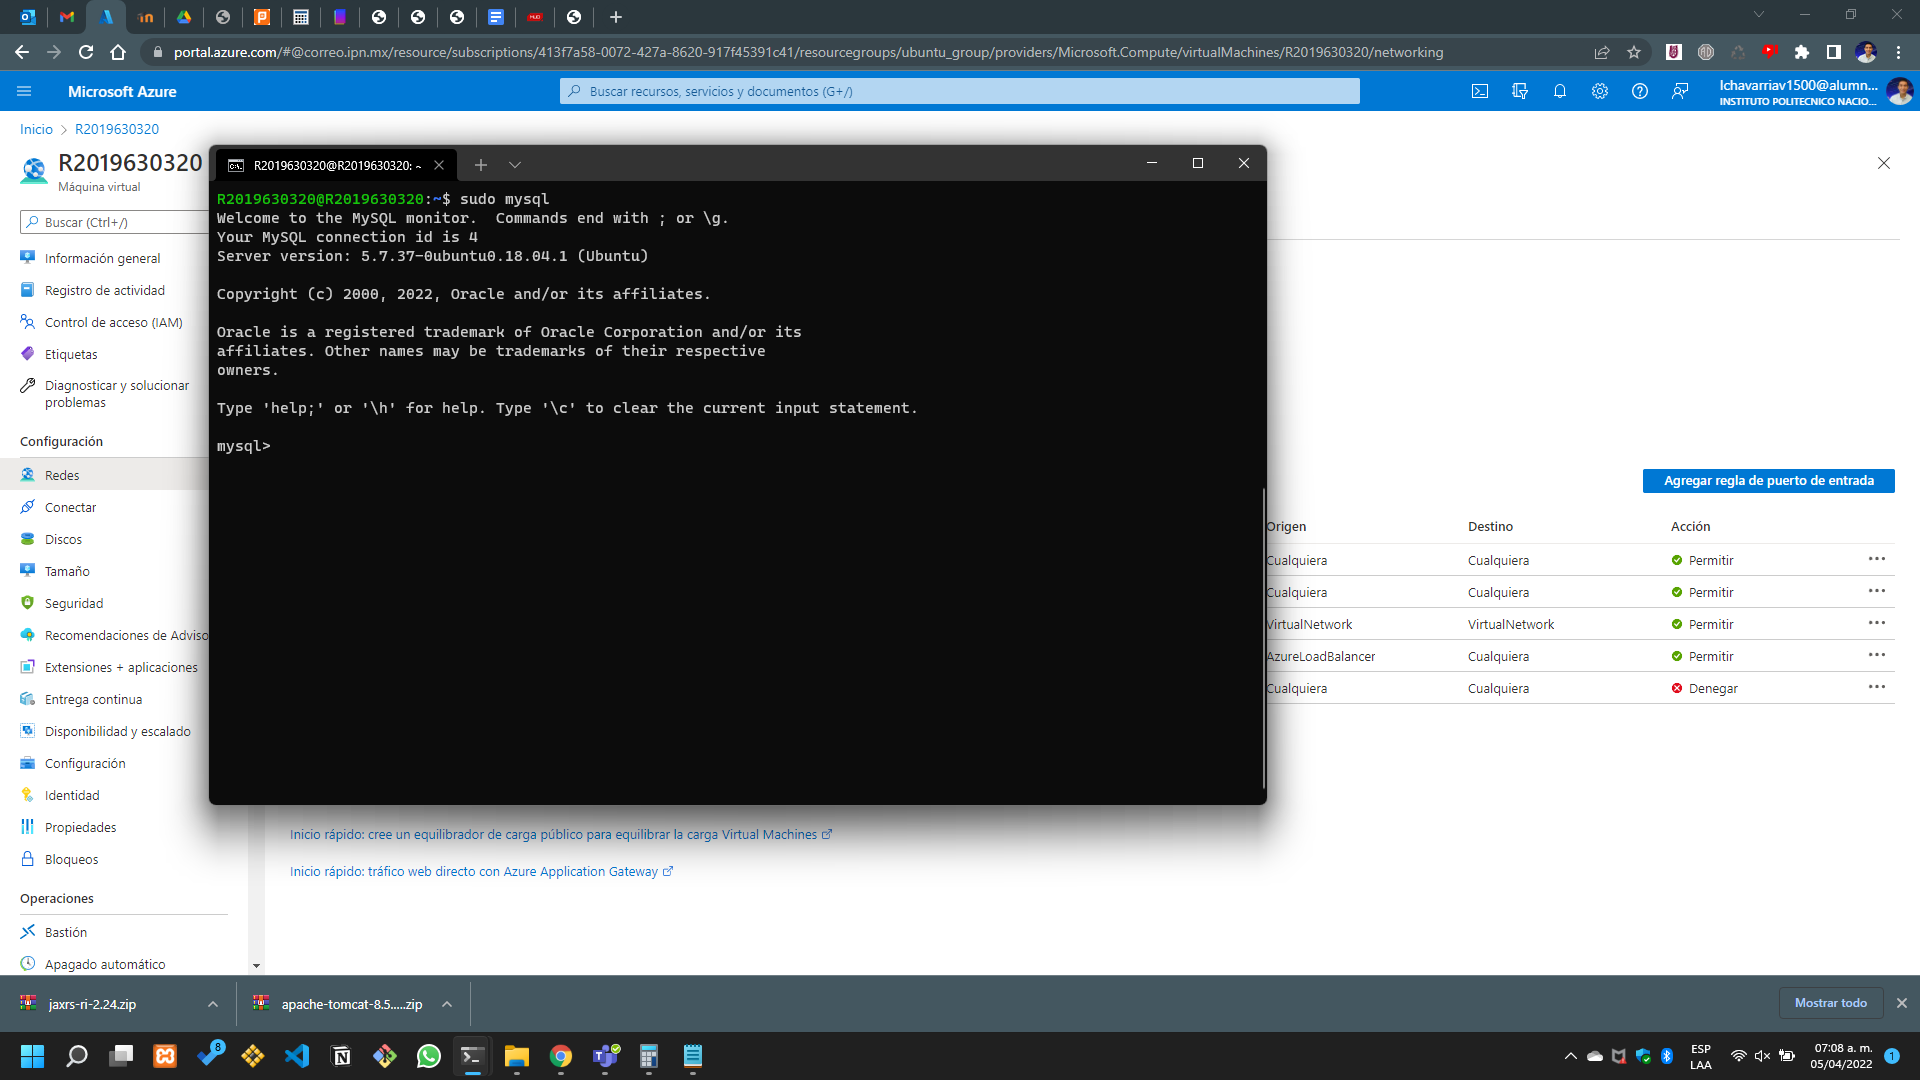 portal.azure.com/#@correo.ipn.mx/resource/subscriptions/413f7a58-0072-427a-8620-917f45391c41/resourcegroups/ubuntu_group/providers/Microsoft.Compute/virtualMachines/R2019630320/networking
Microsoft Azure
Buscar recursos, servicios y documentos (G+/)
lchavarriav1500@alumn...
INSTITUTO POLITECNICO NACIO...
Inicio > R2019630320
R2019630320
Máquina virtual
Buscar (Ctrl+/)
Información general
Registro de actividad
Control de acceso (IAM)
Etiquetas
Diagnosticar y solucionar
problemas
Configuración
Redes
Conectar
Discos
Tamaño
Seguridad
Recomendaciones de Adviso
Extensiones + aplicaciones
Entrega continua
Disponibilidad y escalado
Configuración
Identidad
Propiedades
Bloqueos
Operaciones
Bastión
Apagado automático
R2019630320@R2019630320: ~
R2019630320@R2019630320:~$ sudo mysql
Welcome to the MySQL monitor.  Commands end with ; or \g.
Your MySQL connection id is 4
Server version: 5.7.37-0ubuntu0.18.04.1 (Ubuntu)
Copyright (c) 2000, 2022, Oracle and/or its affiliates.
Oracle is a registered trademark of Oracle Corporation and/or its
affiliates. Other names may be trademarks of their respective
owners.
Type 'help;' or '\h' for help. Type '\c' to clear the current input statement.
mysql>
Agregar regla de puerto de entrada
Origen Destino Acción
Cualquiera Cualquiera Permitir
Cualquiera Cualquiera Permitir
VirtualNetwork VirtualNetwork Permitir
AzureLoadBalancer Cualquiera Permitir
Cualquiera Cualquiera Denegar
Inicio rápido: cree un equilibrador de carga público para equilibrar la carga Virtual Machines
Inicio rápido: tráfico web directo con Azure Application Gateway
jaxrs-ri-2.24.zip
apache-tomcat-8.5.....zip
Mostrar todo
8
ESP
LAA
07:08 a. m.
05/04/2022
1